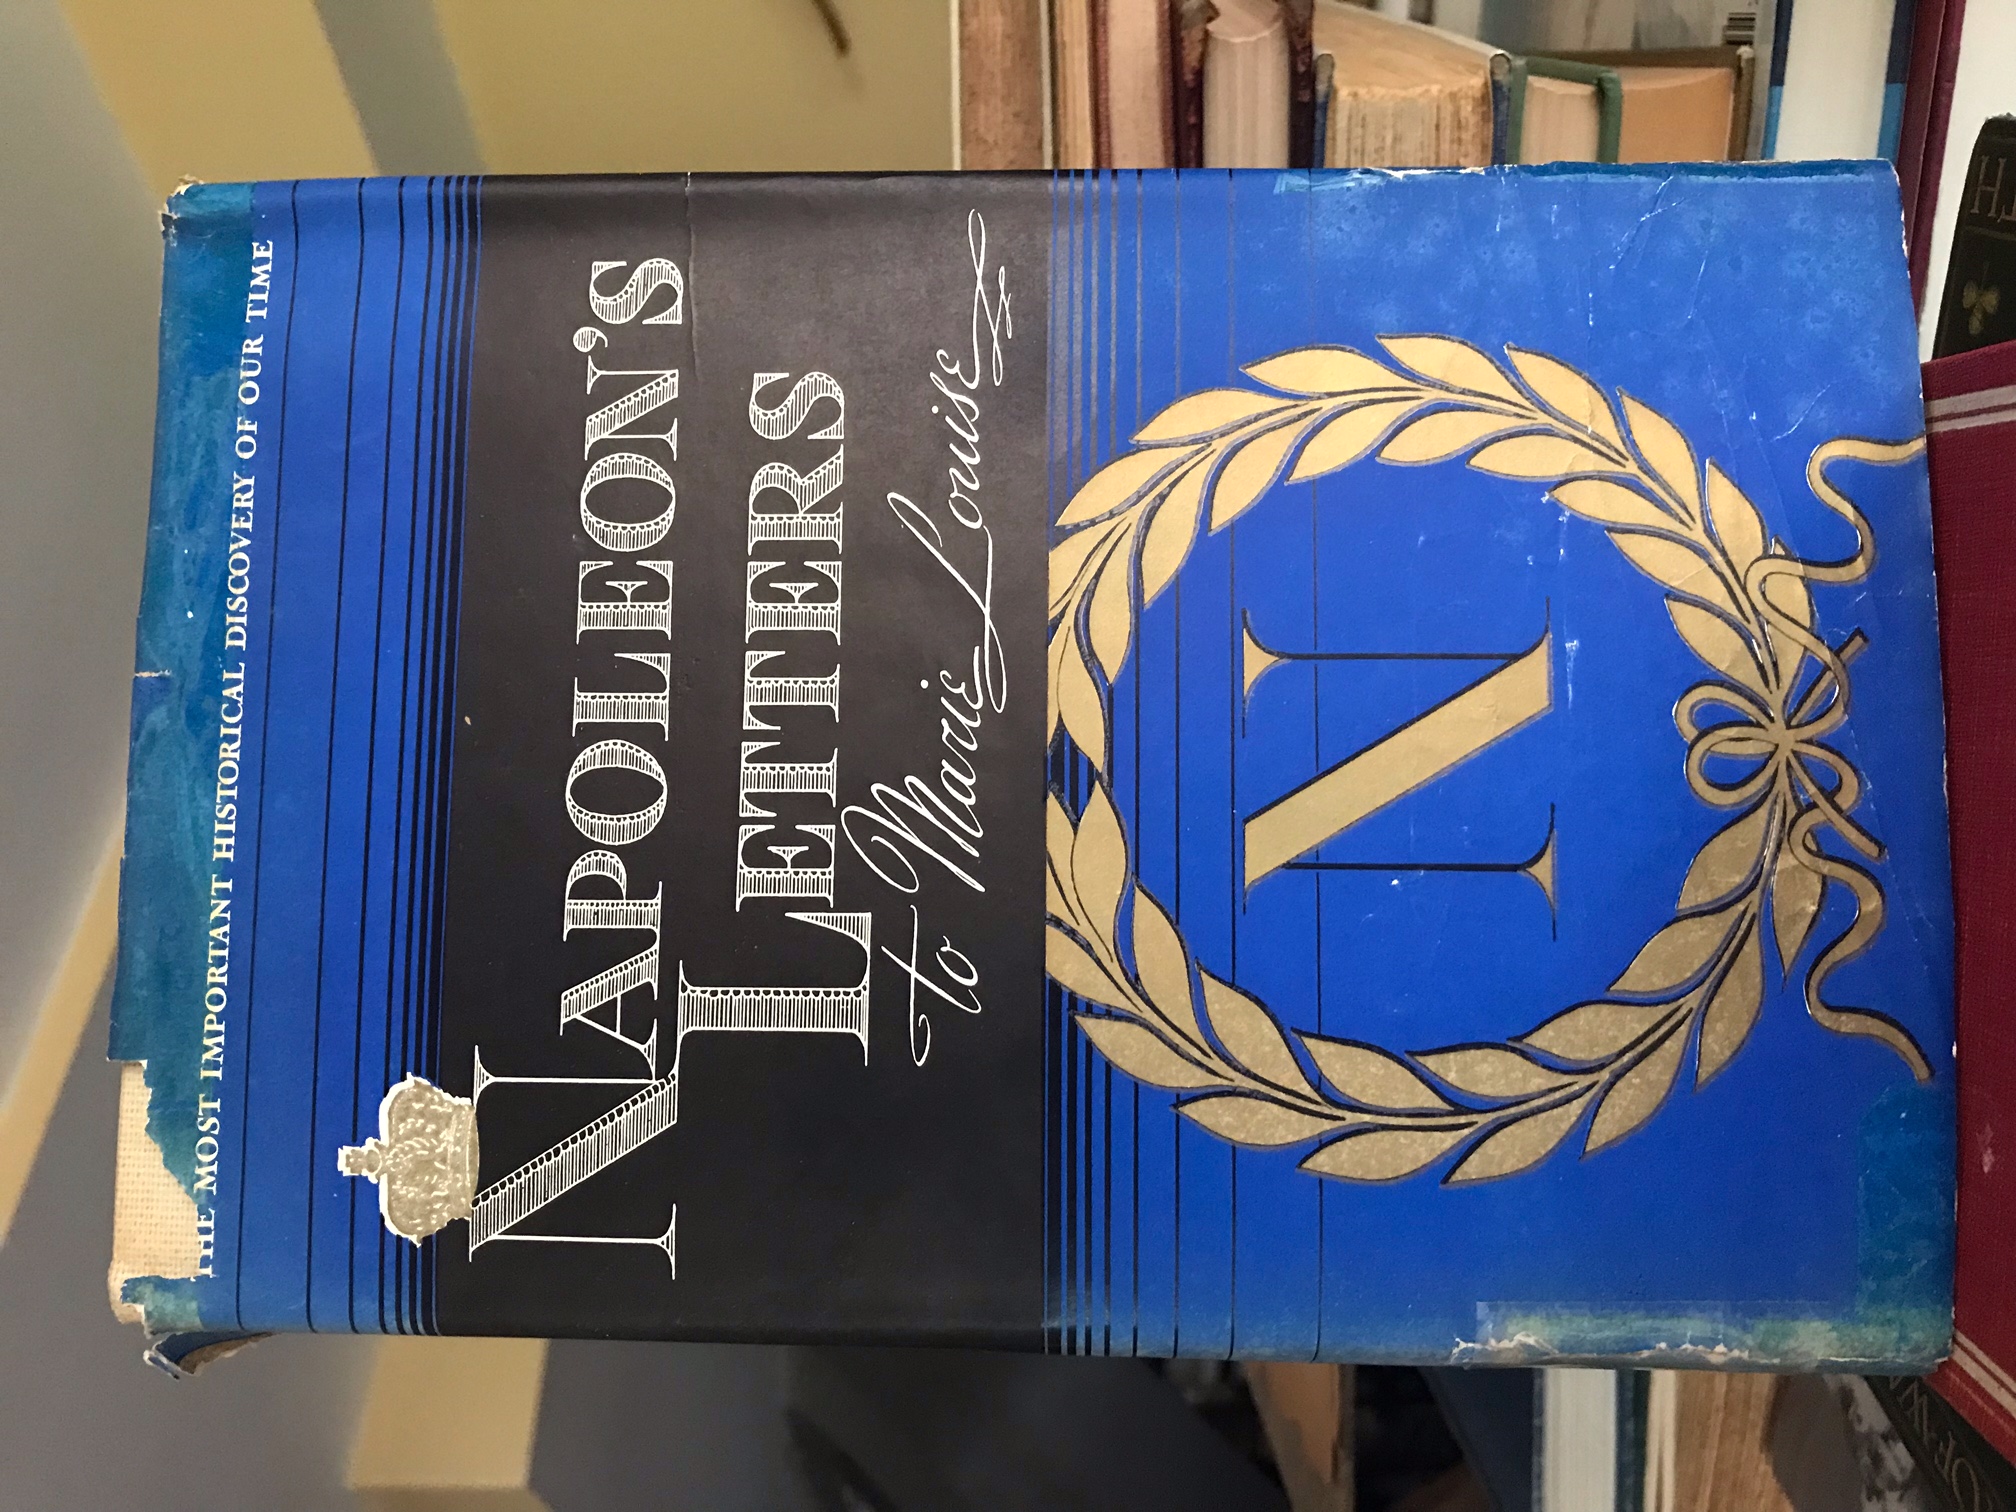 THE MOST IMPORTANT HISTORICAL DISCOVERY OF OUR TIME
NAPOLEON'S
LETTERS
to Marie Louise
N